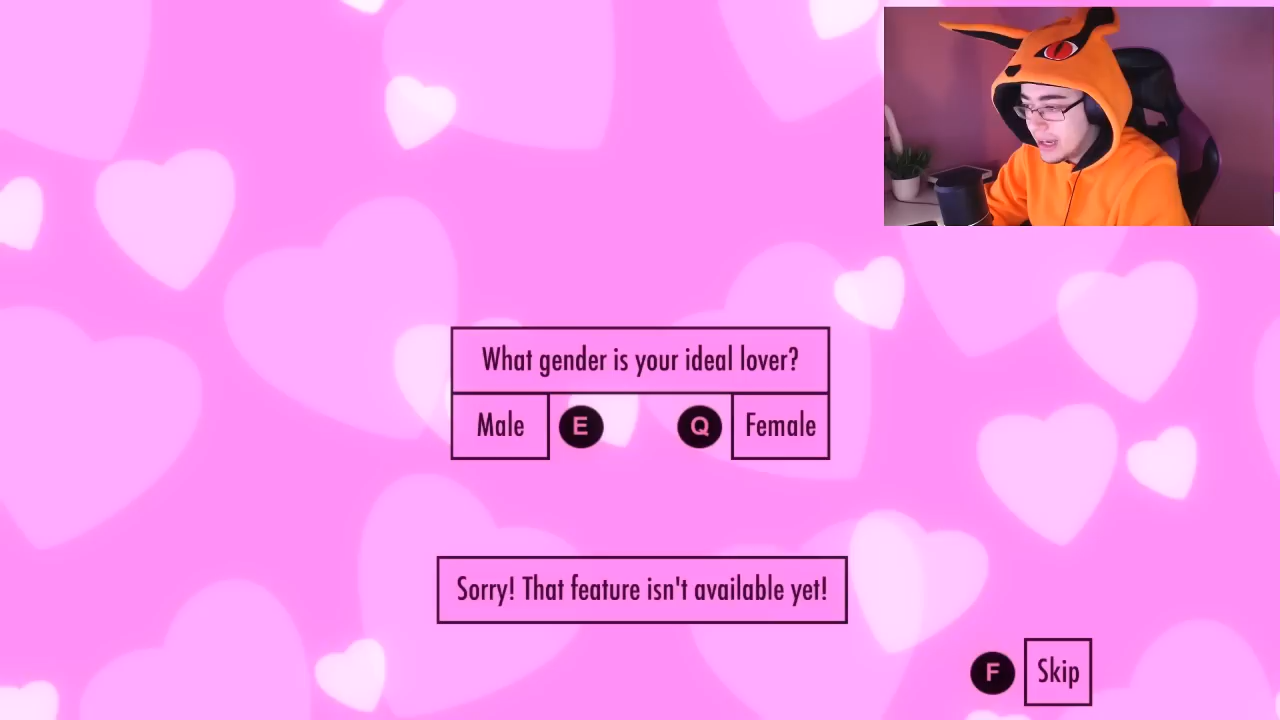 What gender is your ideal lover?
Male E Q Female
Sorry! That feature isn't available yet!
F Skip